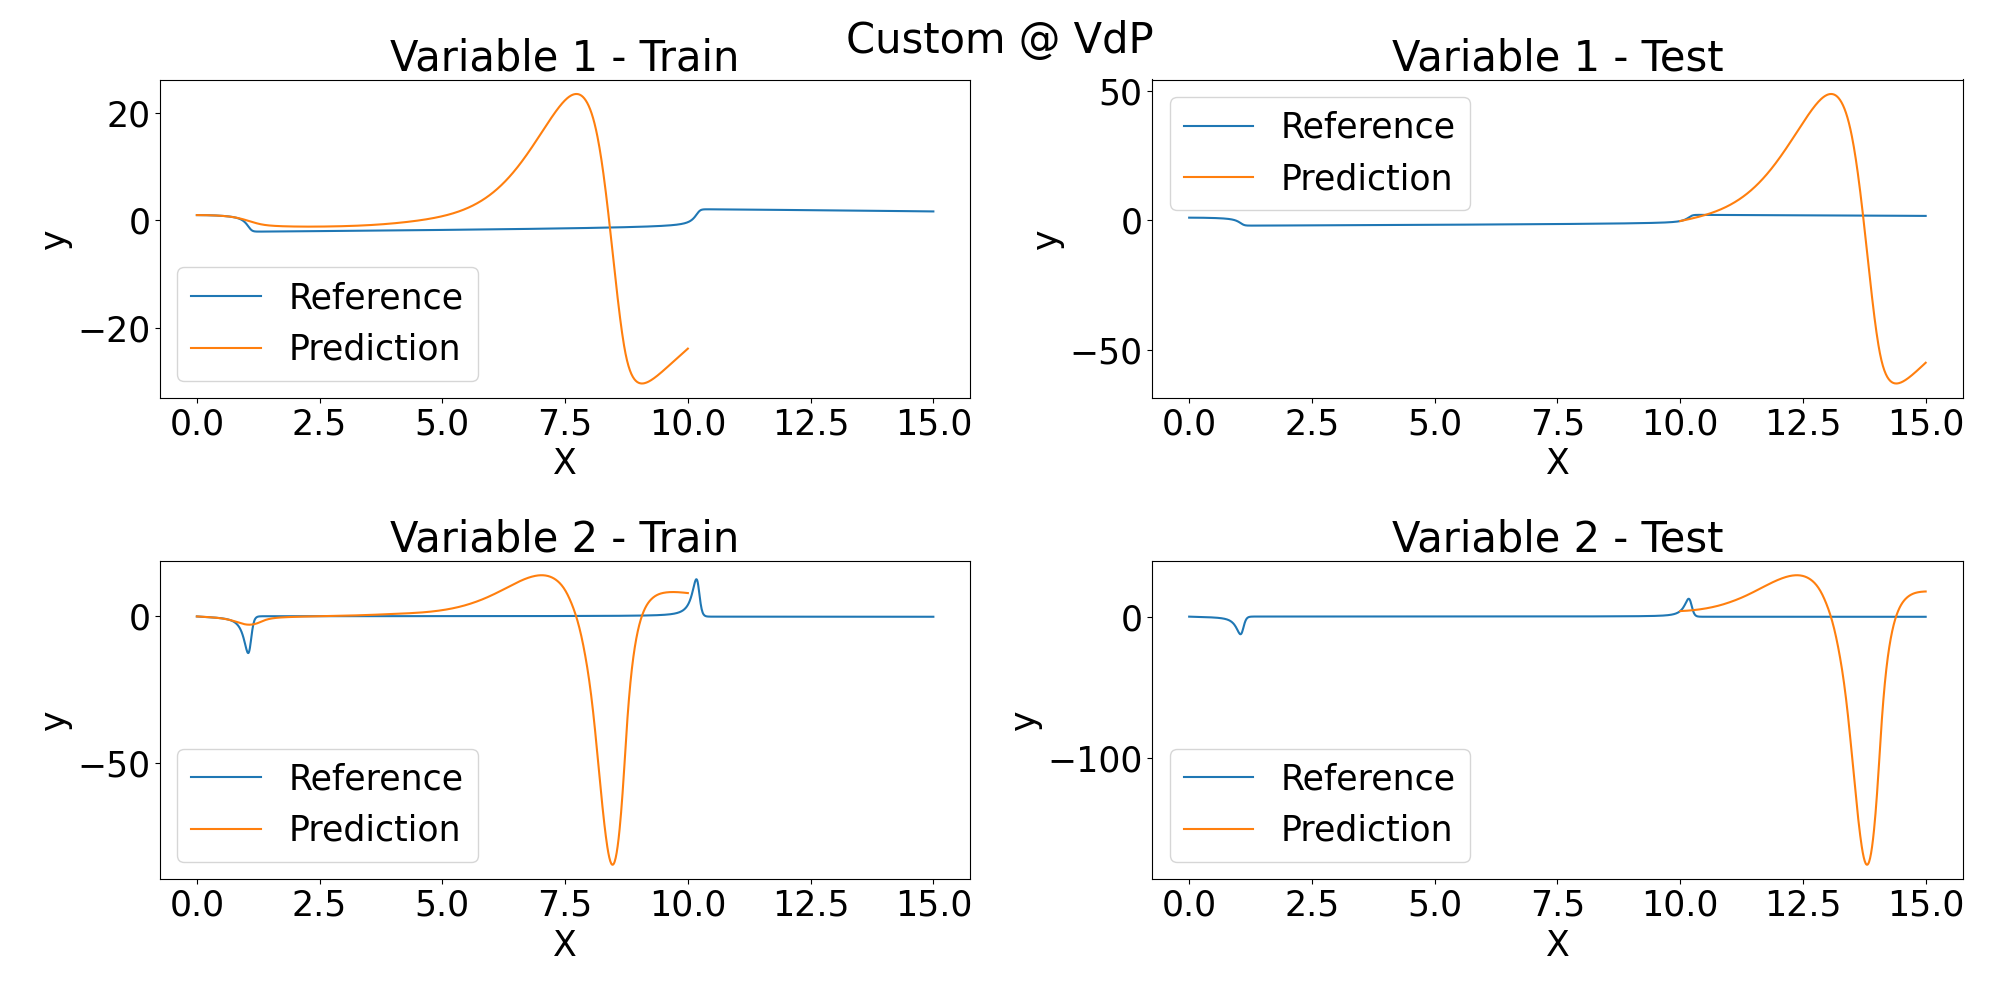 Custom @ VdP
Variable 1 - Train
20
0
−20
y
Reference
Prediction
0.0 2.5 5.0 7.5 10.0 12.5 15.0
X
Variable 1 - Test
50
0
−50
y
Reference
Prediction
0.0 2.5 5.0 7.5 10.0 12.5 15.0
X
Variable 2 - Train
0
−50
y
Reference
Prediction
0.0 2.5 5.0 7.5 10.0 12.5 15.0
X
Variable 2 - Test
0
−100
y
Reference
Prediction
0.0 2.5 5.0 7.5 10.0 12.5 15.0
X